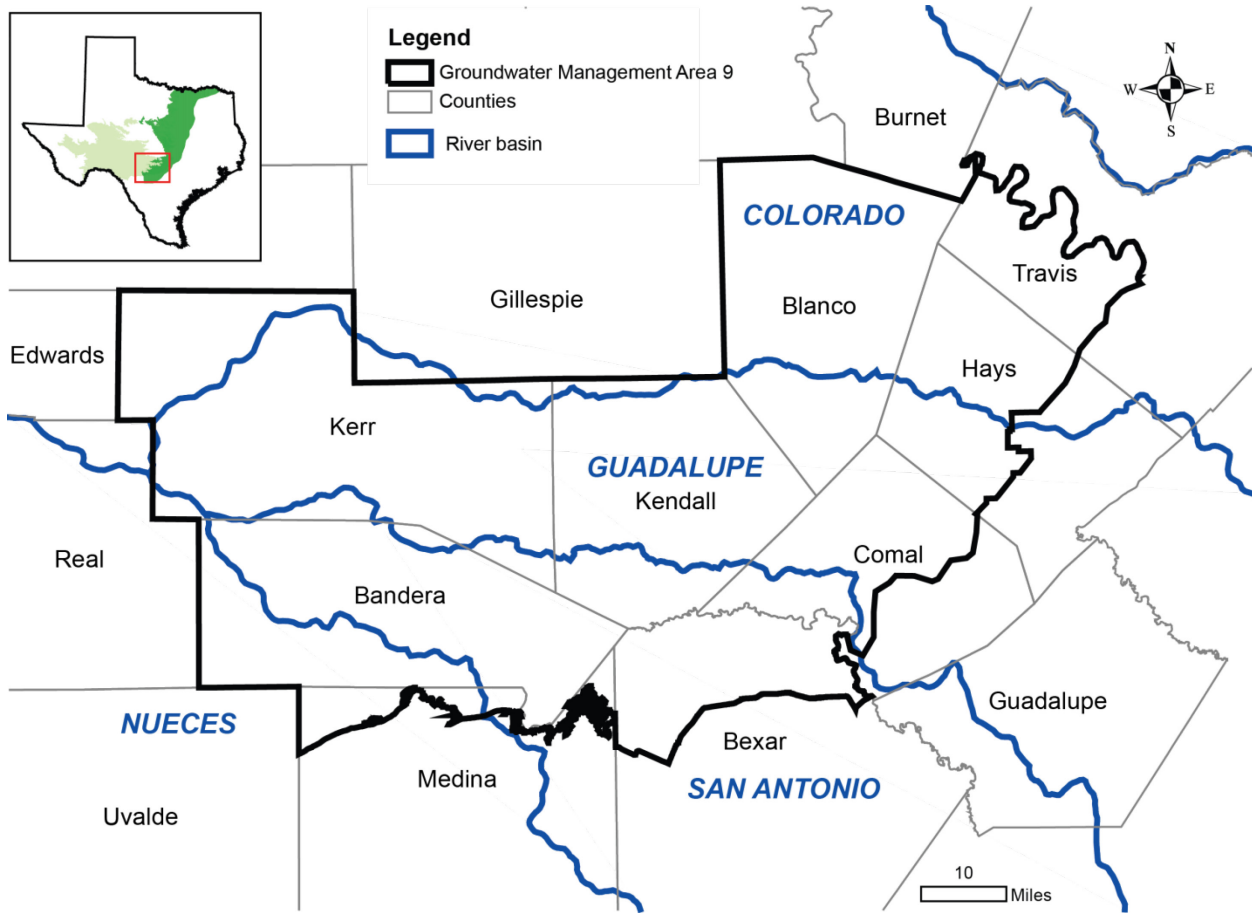 Legend
Groundwater Management Area 9
Counties
River basin
N
W
E
S
Burnet
COLORADO
Travis
Gillespie
Blanco
Edwards
Hays
Kerr
GUADALUPE
Kendall
Real
Comal
Bandera
NUECES
Guadalupe
Bexar
Medina
SAN ANTONIO
Uvalde
10
Miles